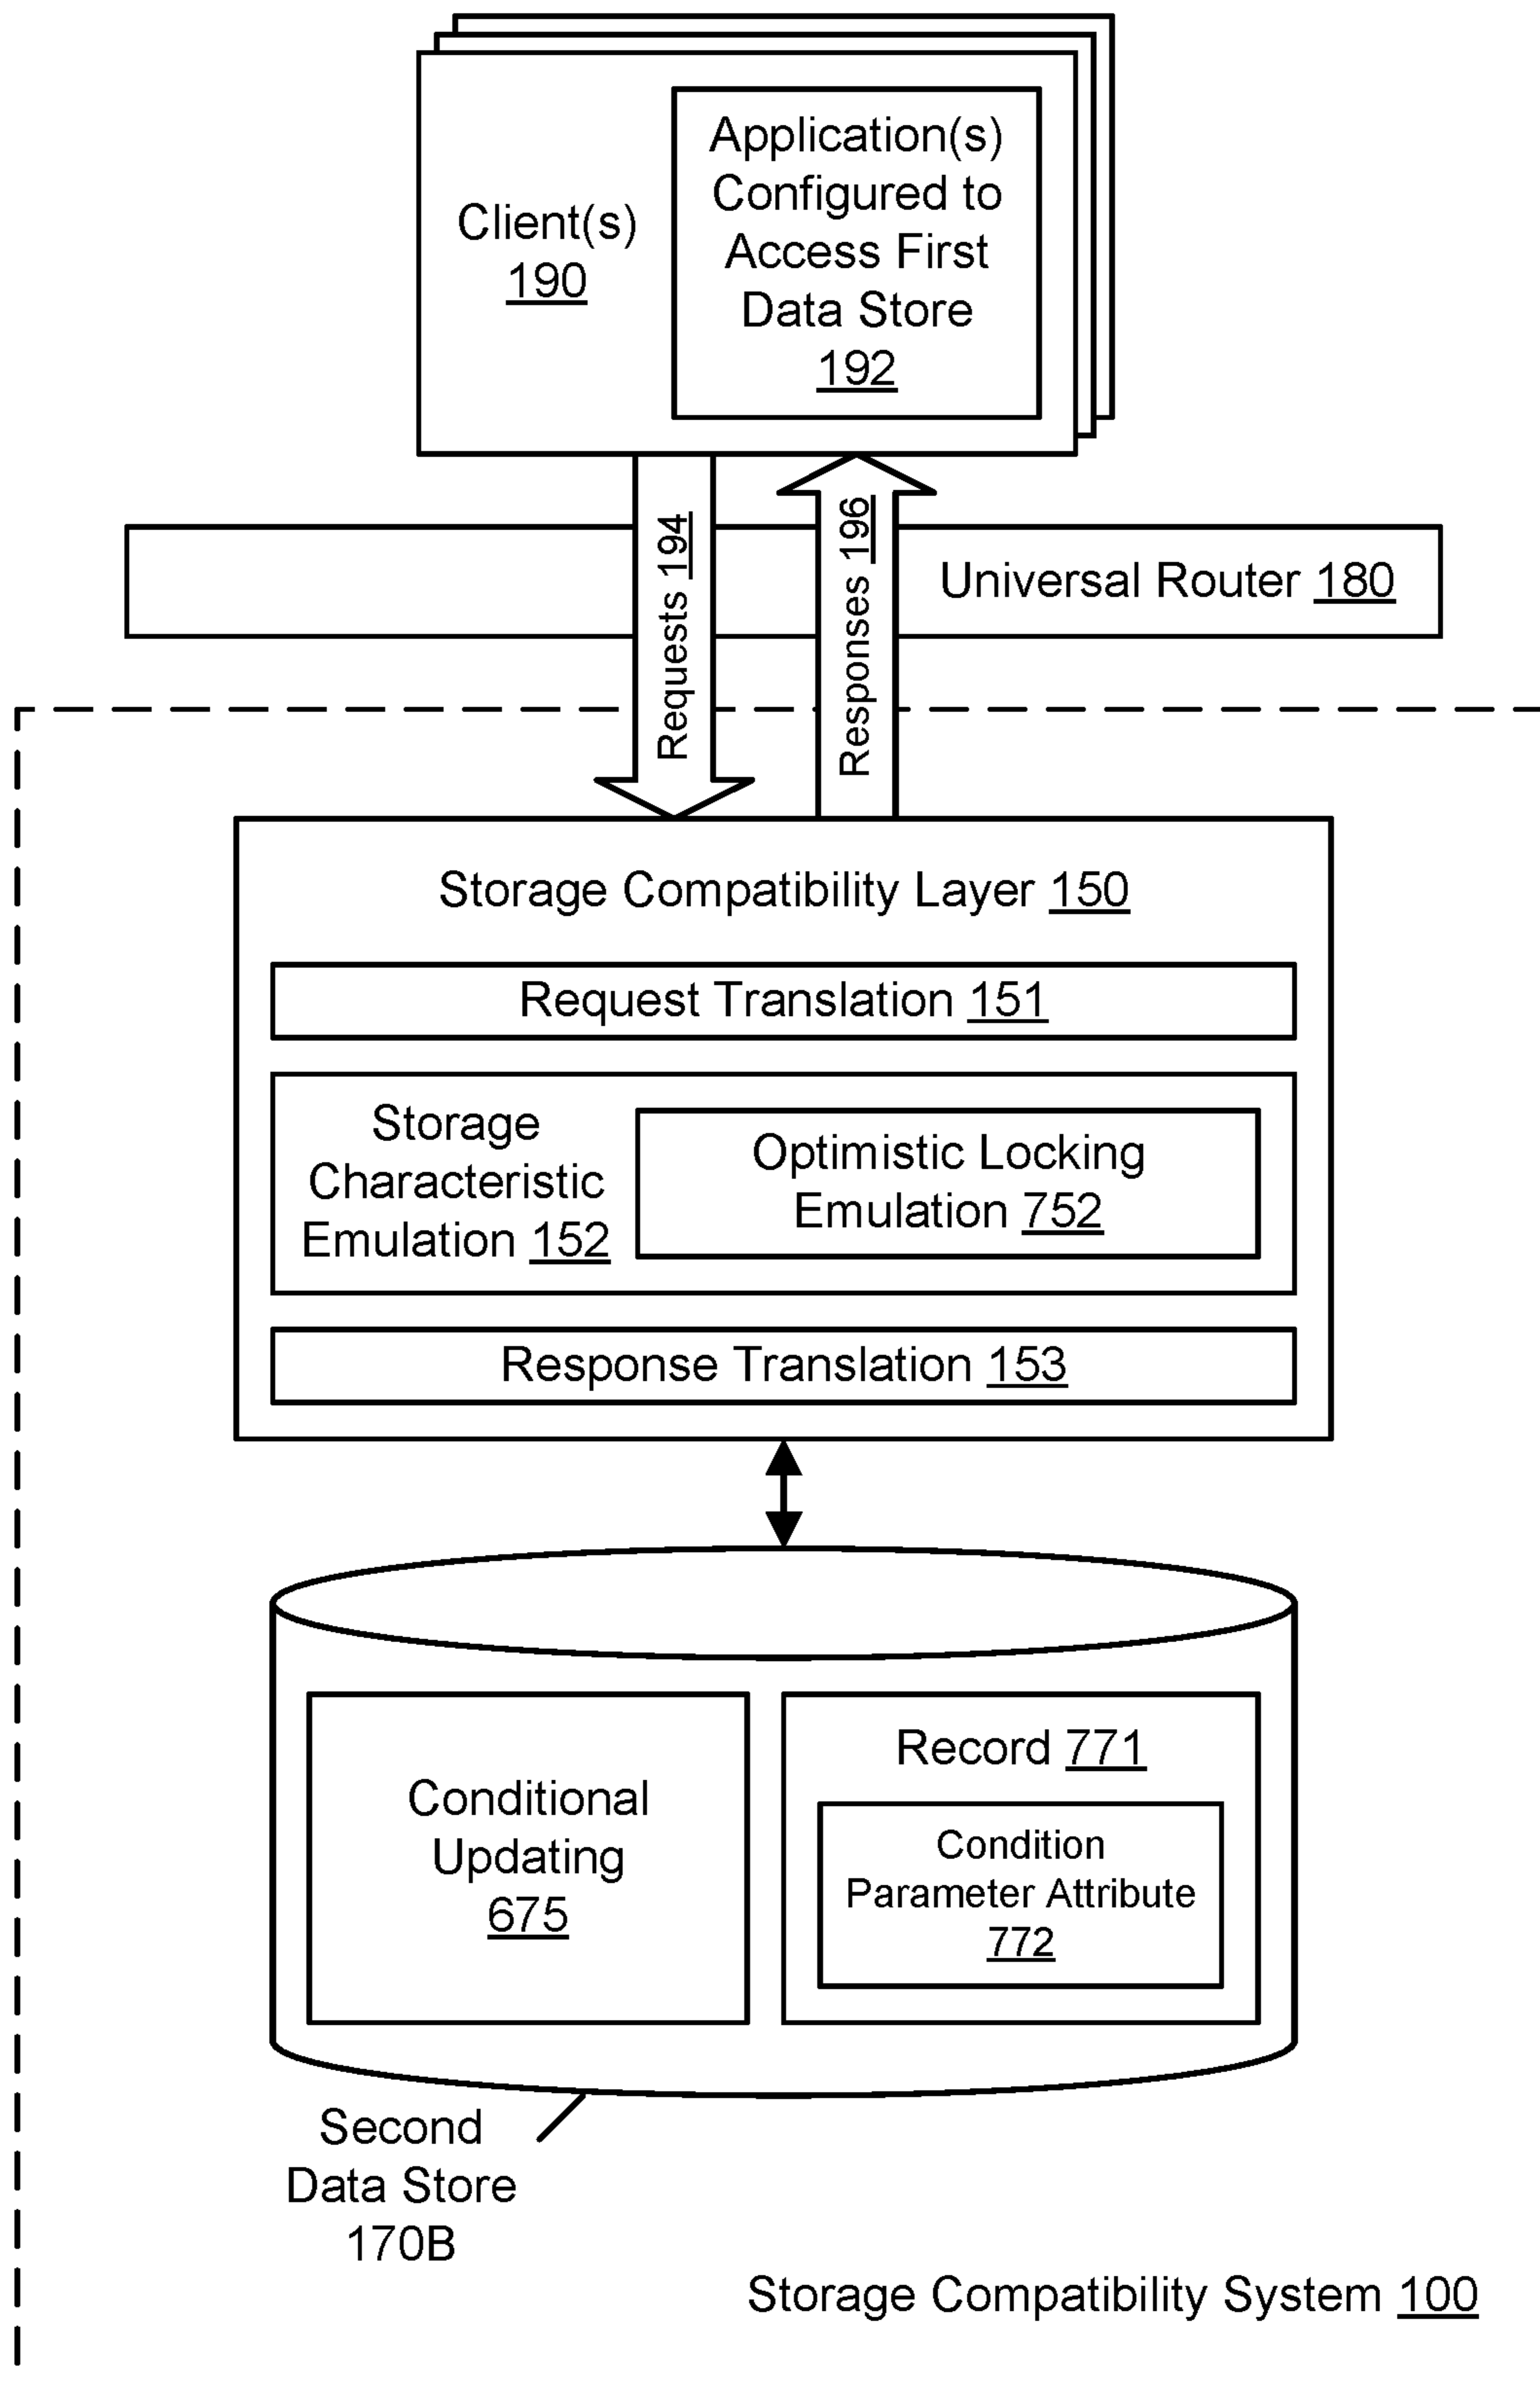 Client(s)
190
Application(s)
Configured to
Access First
Data Store
192
Requests 194
Responses 196
Universal Router 180
Storage Compatibility Layer 150
Request Translation 151
Storage
Characteristic
Emulation 152
Optimistic Locking
Emulation 752
Response Translation 153
Conditional
Updating
675
Record 771
Condition
Parameter Attribute
772
Second
Data Store
170B
Storage Compatibility System 100